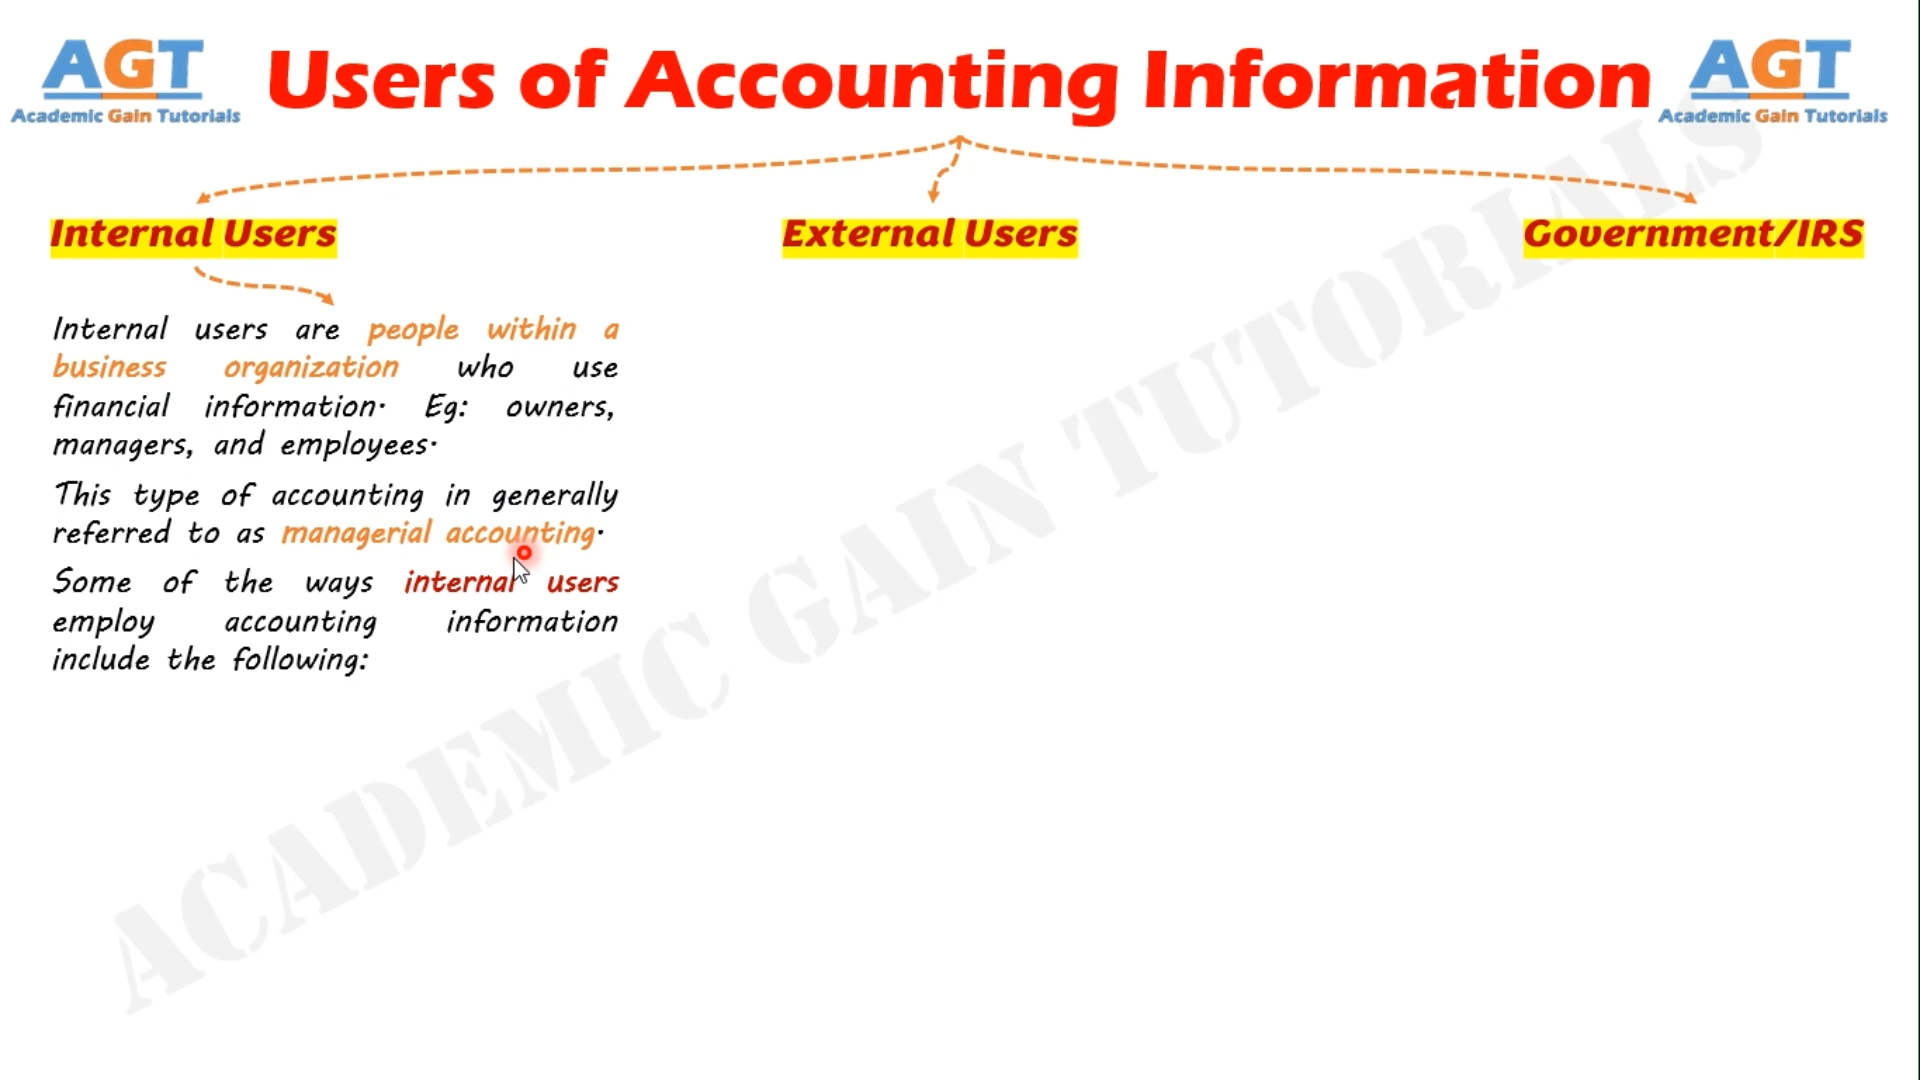 AGT
Academic Gain Tutorials
Users of Accounting Information
AGT
Academic Gain Tutorials
Internal Users
External Users
Government/IRS
Internal users are people within a
business organization who use
financial information. Eg: owners,
managers, and employees.
This type of accounting in generally
referred to as managerial accounting.
Some of the ways internal users
employ accounting information
include the following:
ACADEMIC GAIN TUTORIALS